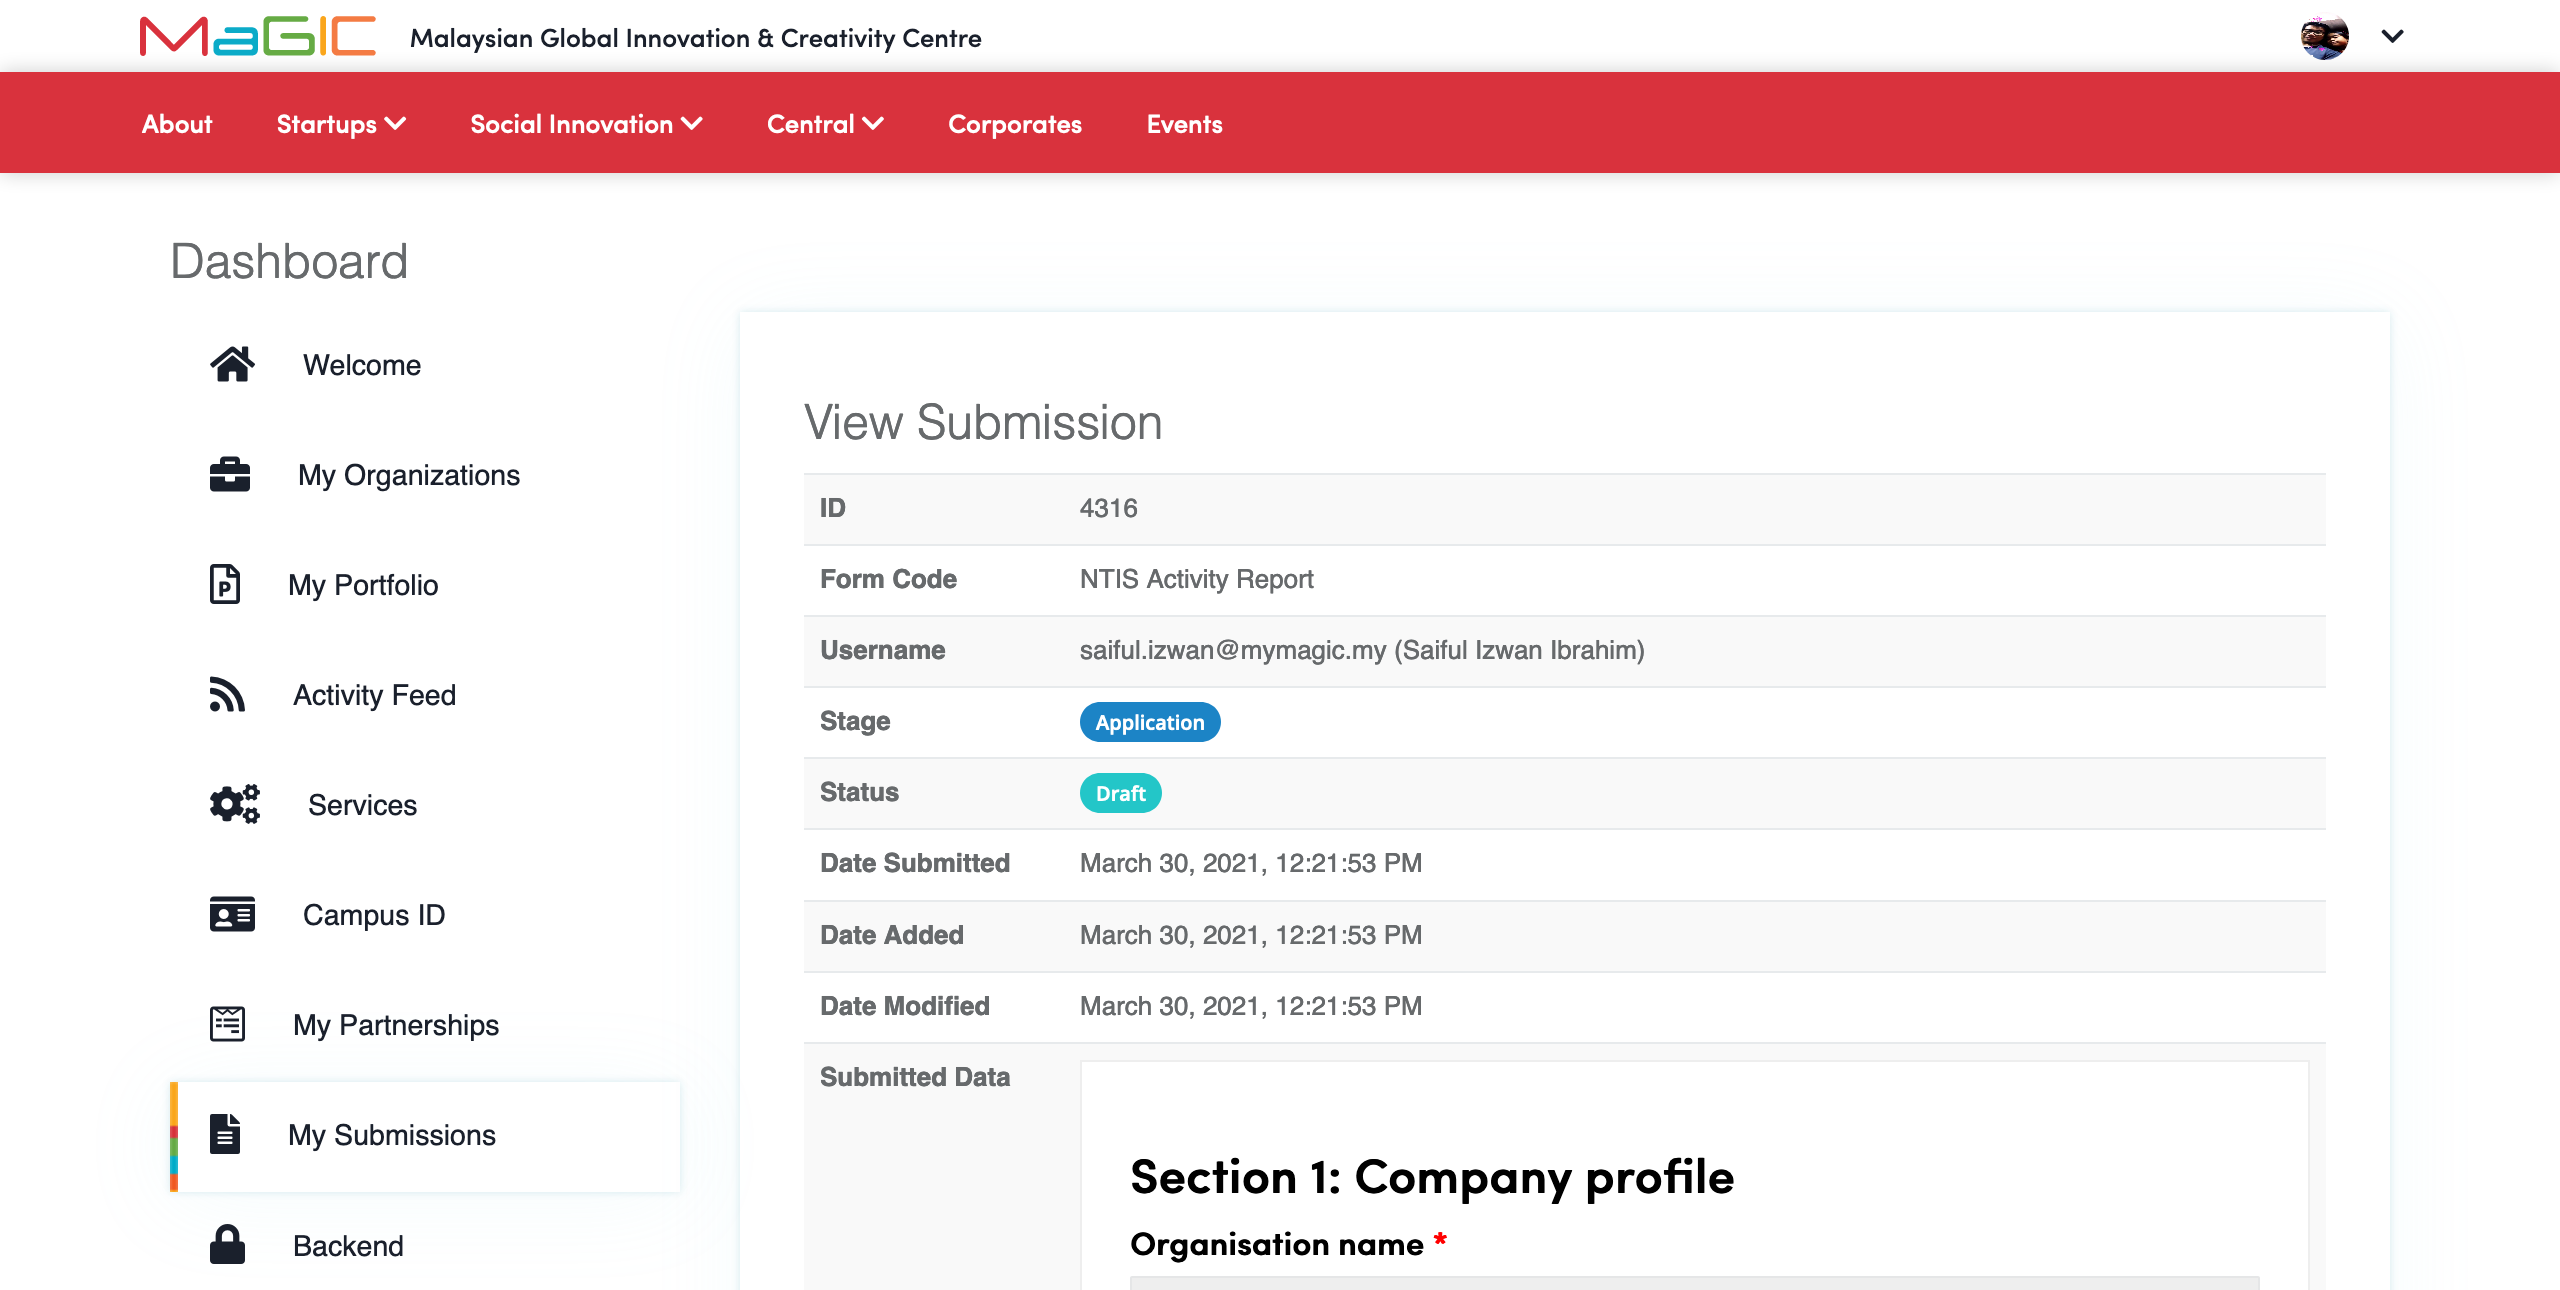 MaGIC Malaysian Global Innovation & Creativity Centre
About Startups Social Innovation Central Corporates Events
Dashboard
Welcome
My Organizations
My Portfolio
Activity Feed
Services
Campus ID
My Partnerships
My Submissions
Backend
View Submission
ID 4316
Form Code NTIS Activity Report
Username saiful.izwan@mymagic.my (Saiful Izwan Ibrahim)
Stage Application
Status Draft
Date Submitted March 30, 2021, 12:21:53 PM
Date Added March 30, 2021, 12:21:53 PM
Date Modified March 30, 2021, 12:21:53 PM
Submitted Data
Section 1: Company profile
Organisation name *